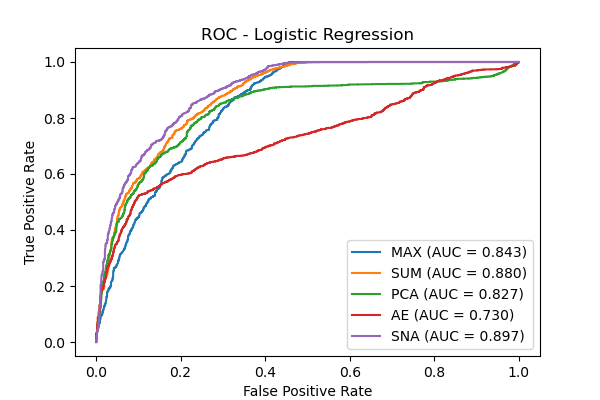 ROC - Logistic Regression
1.0
0.8
0.6
0.4
0.2
0.0
True Positive Rate
MAX (AUC = 0.843)
SUM (AUC = 0.880)
PCA (AUC = 0.827)
AE (AUC = 0.730)
SNA (AUC = 0.897)
0.0 0.2 0.4 0.6 0.8 1.0
False Positive Rate